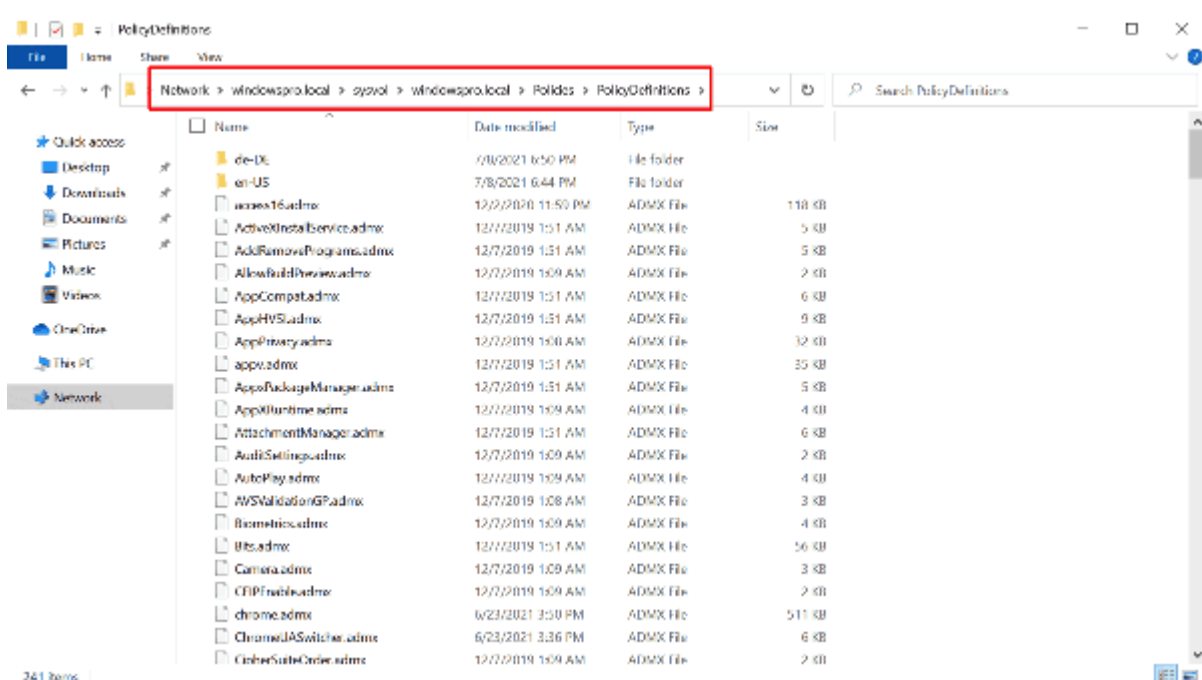 PolicyDefinitions
File Home Share View
Network > windowspro.local > sysvol > windowspro.local > Policies > PolicyDefinitions >
Search PolicyDefinitions
Name Date modified Type Size
Quick access
Desktop
Downloads
Documents
Pictures
Music
Videos
OneDrive
This PC
Network
de-DE 7/8/2021 6:50 PM File folder
en-US 7/8/2021 6:44 PM File folder
access16.admx 12/2/2020 11:59 PM ADMX File 118 KB
ActiveXInstallService.admx 12/7/2019 1:51 AM ADMX File 5 KB
AddRemovePrograms.admx 12/7/2019 1:51 AM ADMX File 5 KB
AllowBuildPreview.admx 12/7/2019 1:09 AM ADMX File 2 KB
AppCompat.admx 12/7/2019 1:51 AM ADMX File 6 KB
AppHVSI.admx 12/7/2019 1:51 AM ADMX File 9 KB
AppPrivacy.admx 12/7/2019 1:08 AM ADMX File 32 KB
appv.admx 12/7/2019 1:51 AM ADMX File 35 KB
AppxPackageManager.admx 12/7/2019 1:51 AM ADMX File 5 KB
AppXRuntime.admx 12/7/2019 1:09 AM ADMX File 4 KB
AttachmentManager.admx 12/7/2019 1:51 AM ADMX File 6 KB
AuditSettings.admx 12/7/2019 1:09 AM ADMX File 2 KB
AutoPlay.admx 12/7/2019 1:09 AM ADMX File 4 KB
AVSValidationGP.admx 12/7/2019 1:08 AM ADMX File 3 KB
Biometrics.admx 12/7/2019 1:09 AM ADMX File 4 KB
Bits.admx 12/7/2019 1:51 AM ADMX File 56 KB
Camera.admx 12/7/2019 1:09 AM ADMX File 3 KB
CEIPEnable.admx 12/7/2019 1:09 AM ADMX File 2 KB
chrome.admx 6/23/2021 3:50 PM ADMX File 511 KB
ChromeUASwitcher.admx 6/23/2021 3:36 PM ADMX File 6 KB
CipherSuiteOrder.admx 12/7/2019 1:09 AM ADMX File 2 KB
241 items